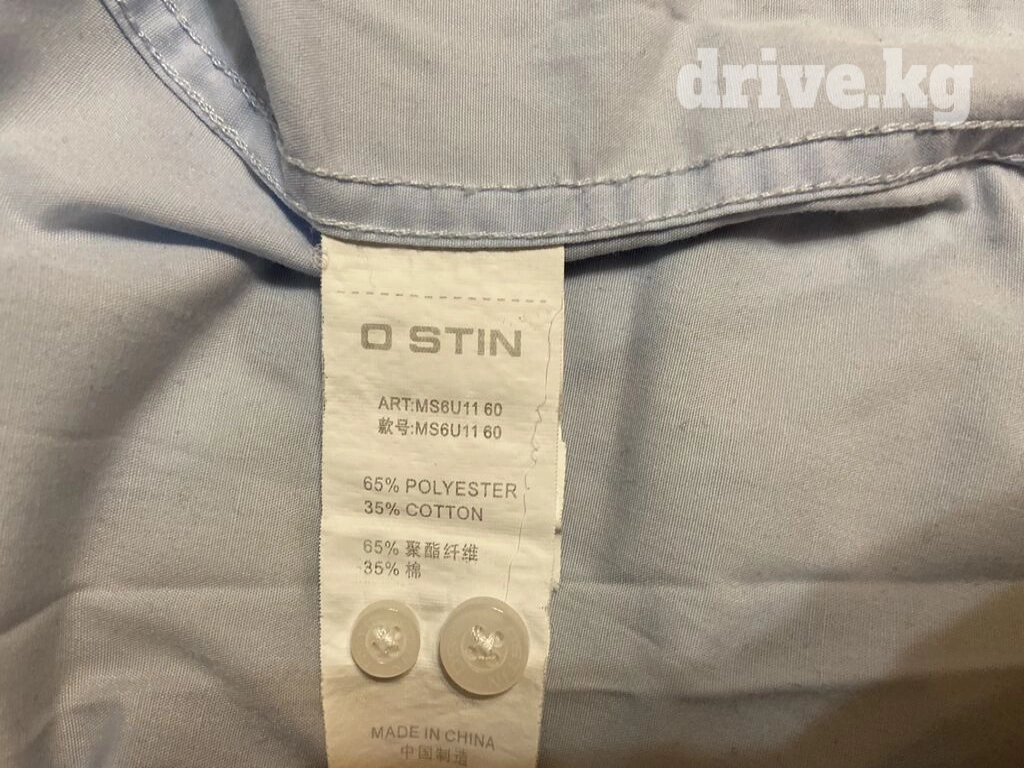 drive.kg
O STIN
ART:MS6U11 60
款号:MS6U11 60
65% POLYESTER
35% COTTON
65% 聚酯纤维
35% 棉
MADE IN CHINA
中国制造